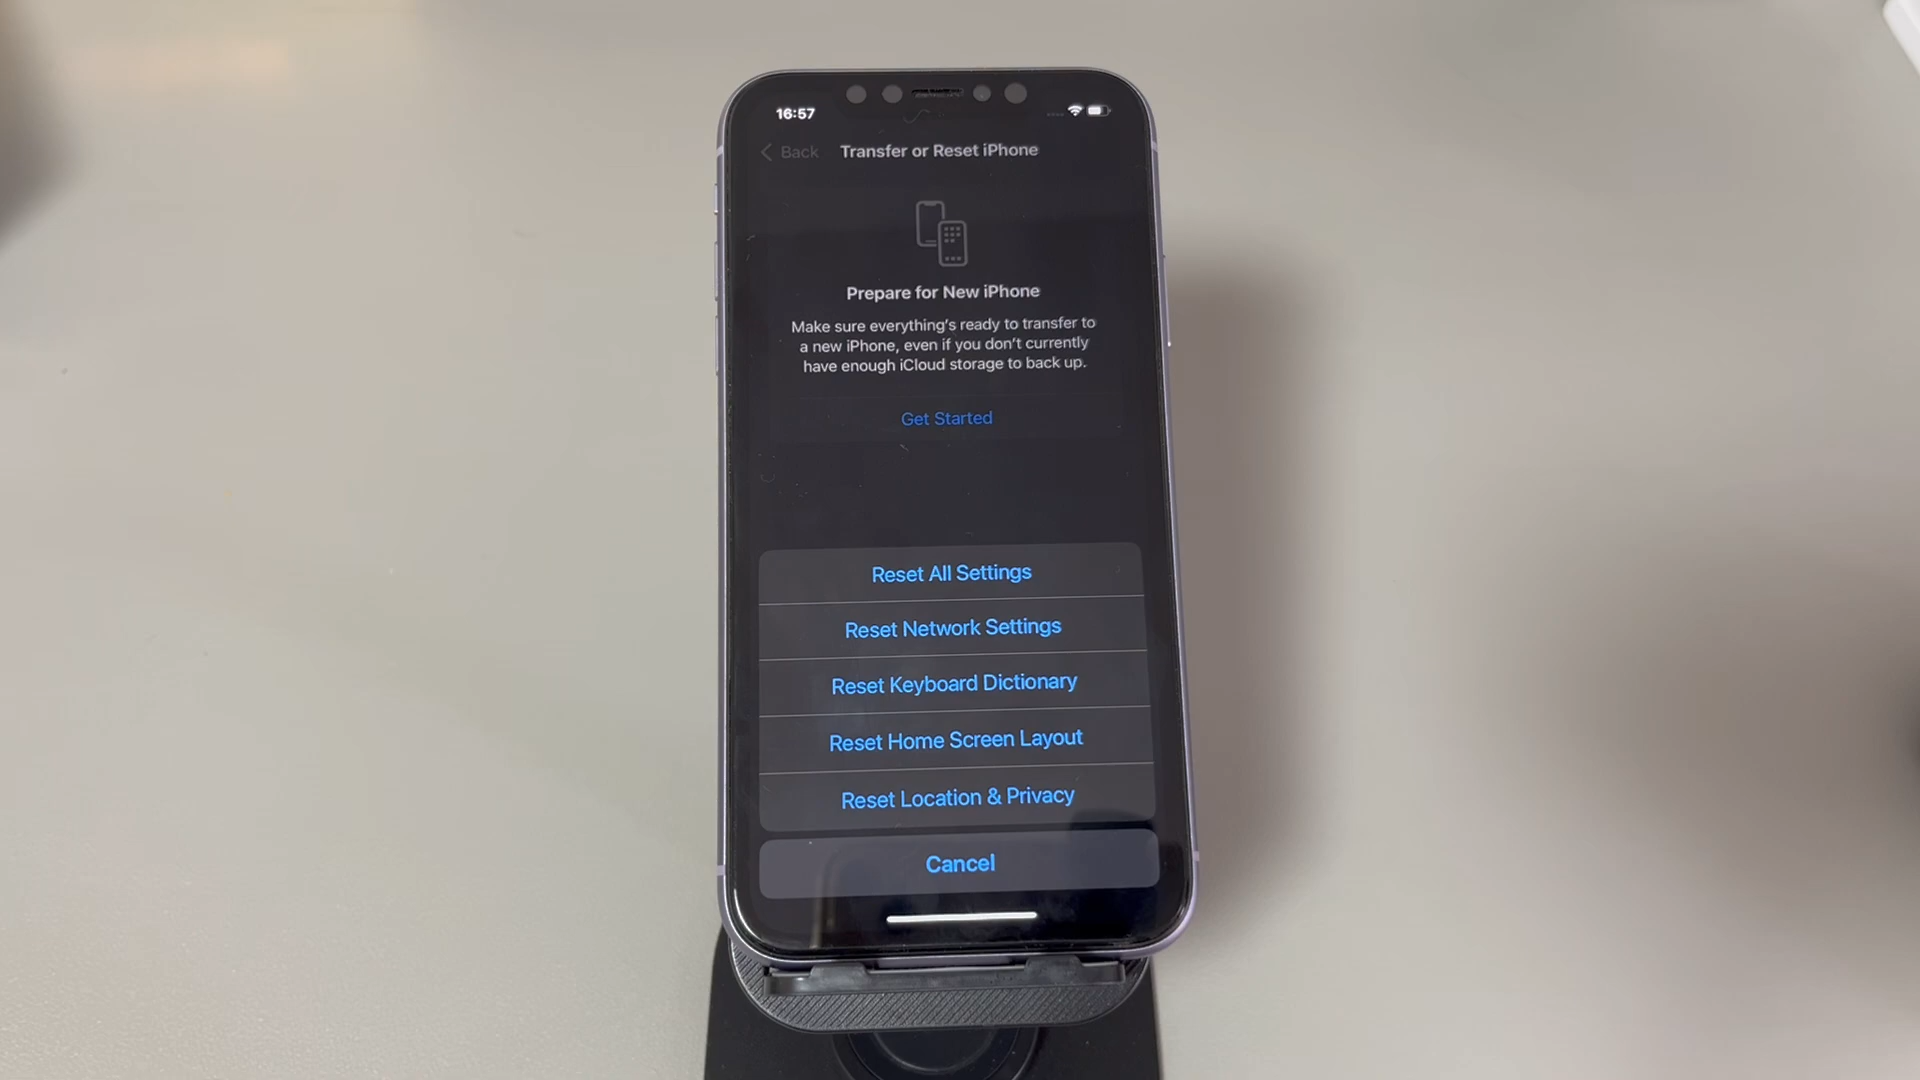 16:57
Back
Transfer or Reset iPhone
Prepare for New iPhone
Make sure everything's ready to transfer to
a new iPhone, even if you don't currently
have enough iCloud storage to back up.
Get Started
Reset All Settings
Reset Network Settings
Reset Keyboard Dictionary
Reset Home Screen Layout
Reset Location & Privacy
Cancel